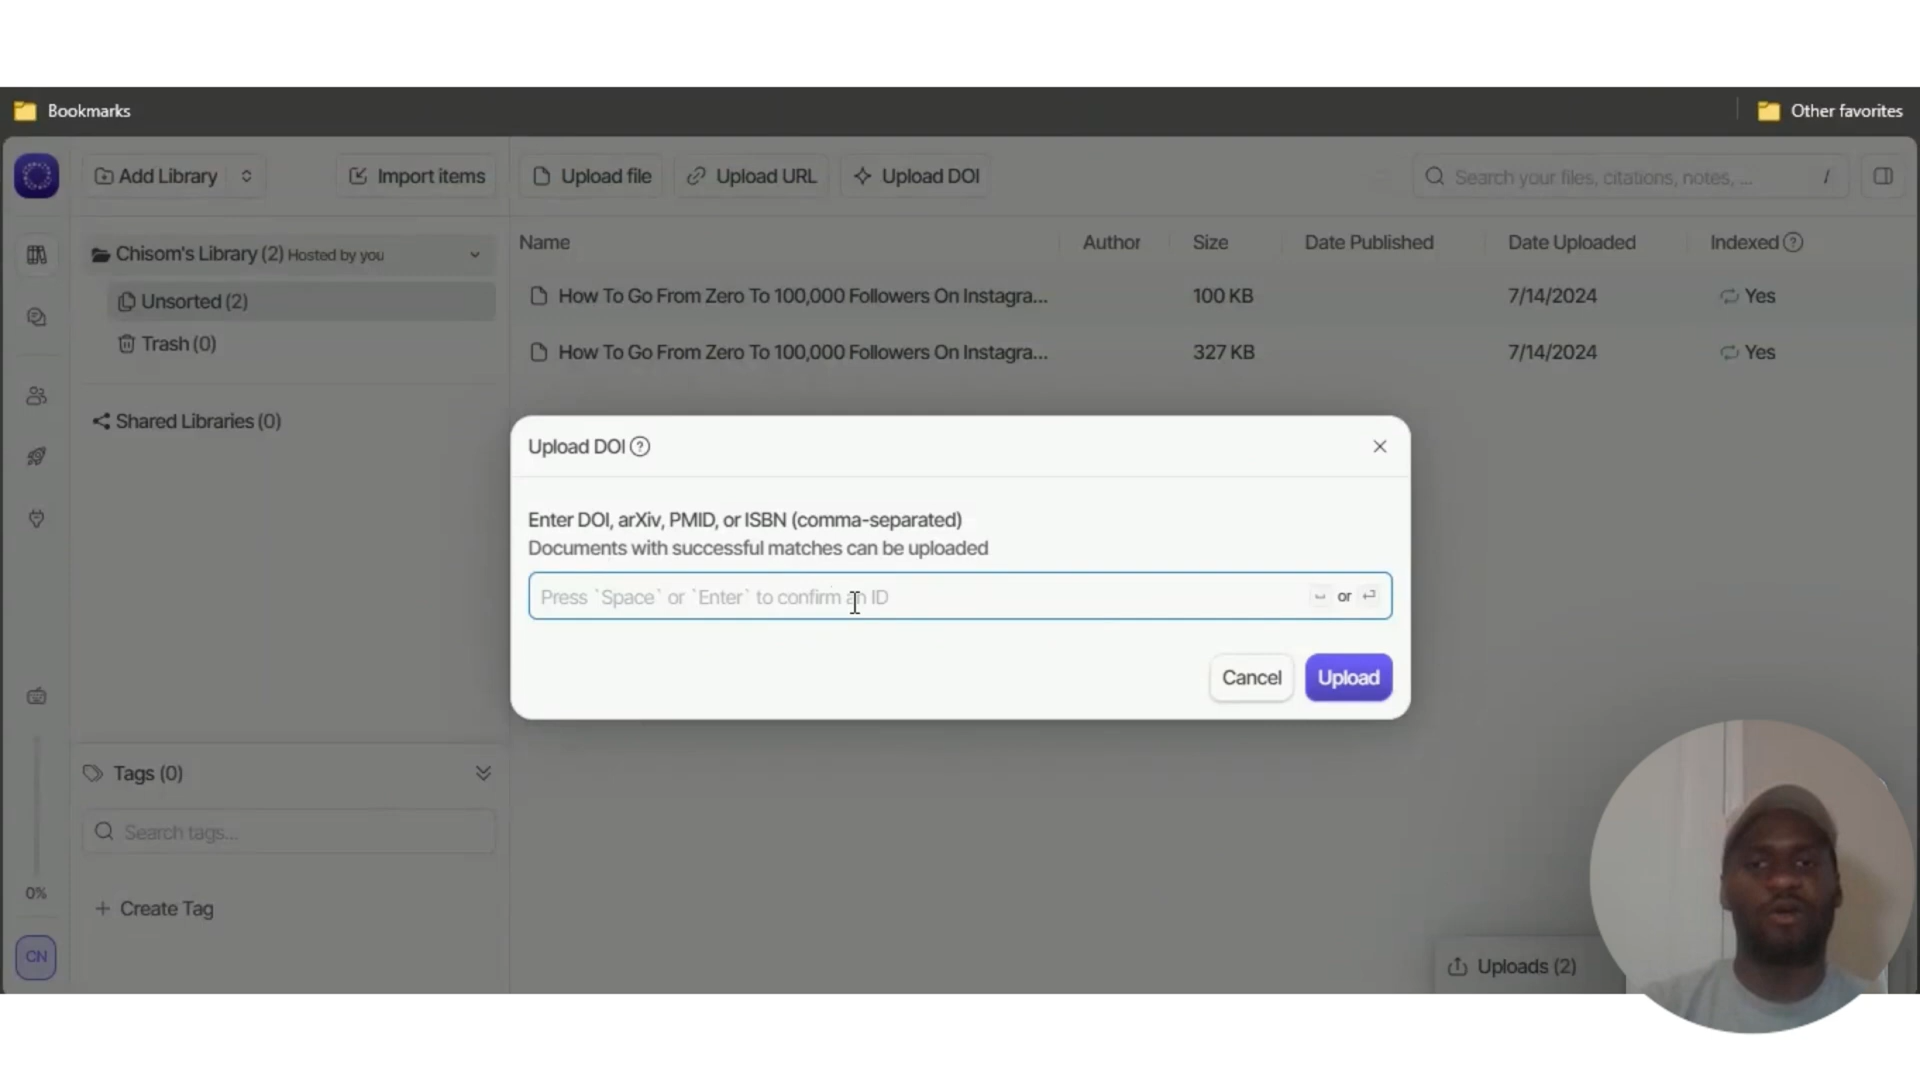 Bookmarks
Other favorites
Add Library
Import items
Upload file
Upload URL
Upload DOI
Search your files, citations, notes, ...
/
Chisom's Library (2) Hosted by you
Unsorted (2)
Trash (0)
Shared Libraries (0)
Name
Author
Size
Date Published
Date Uploaded
Indexed ?
How To Go From Zero To 100,000 Followers On Instagra...
100 KB
7/14/2024
Yes
How To Go From Zero To 100,000 Followers On Instagra...
327 KB
7/14/2024
Yes
Upload DOI ?
Enter DOI, arXiv, PMID, or ISBN (comma-separated)
Documents with successful matches can be uploaded
Press `Space` or `Enter` to confirm an ID
or
Cancel
Upload
Tags (0)
Search tags...
+ Create Tag
0%
CN
Uploads (2)